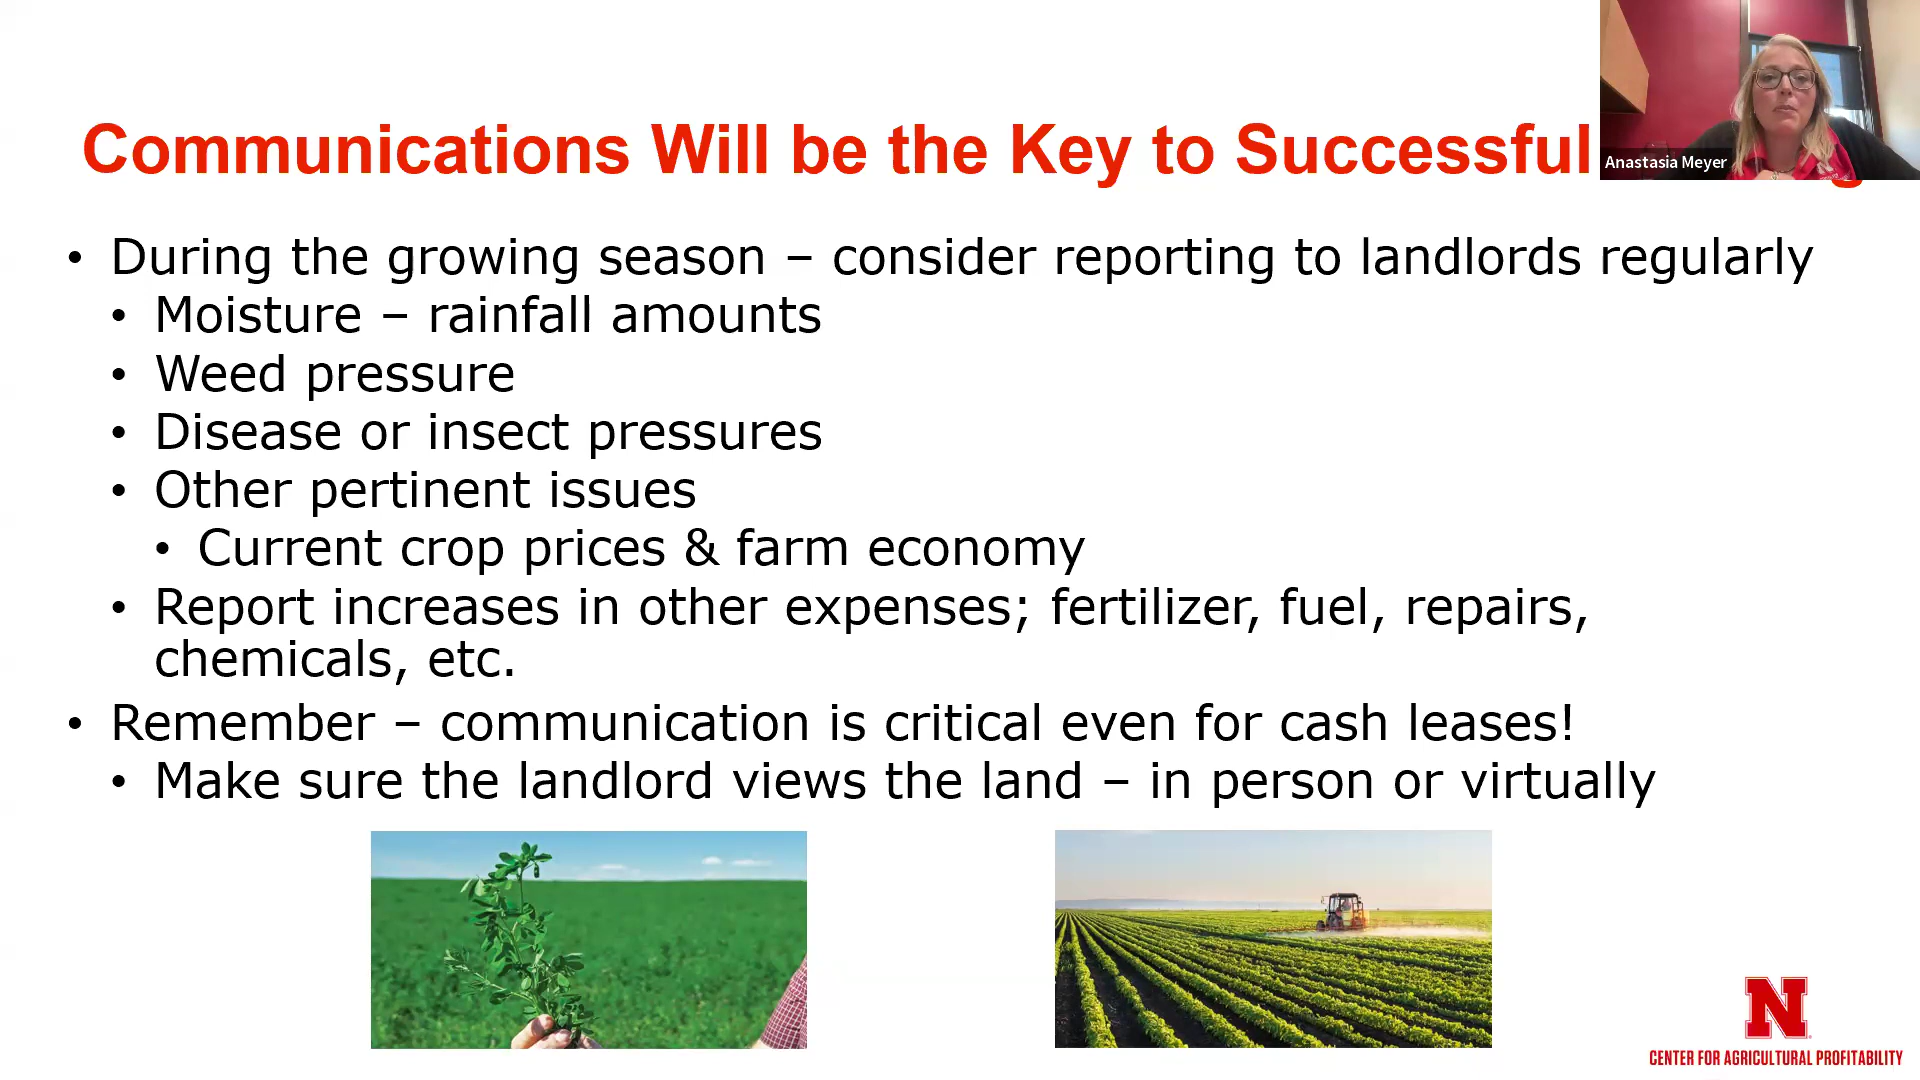 Communications Will be the Key to Successful
Anastasia Meyer
• During the growing season – consider reporting to landlords regularly
• Moisture – rainfall amounts
• Weed pressure
• Disease or insect pressures
• Other pertinent issues
• Current crop prices & farm economy
• Report increases in other expenses; fertilizer, fuel, repairs,
chemicals, etc.
• Remember – communication is critical even for cash leases!
• Make sure the landlord views the land – in person or virtually
N
CENTER FOR AGRICULTURAL PROFITABILITY